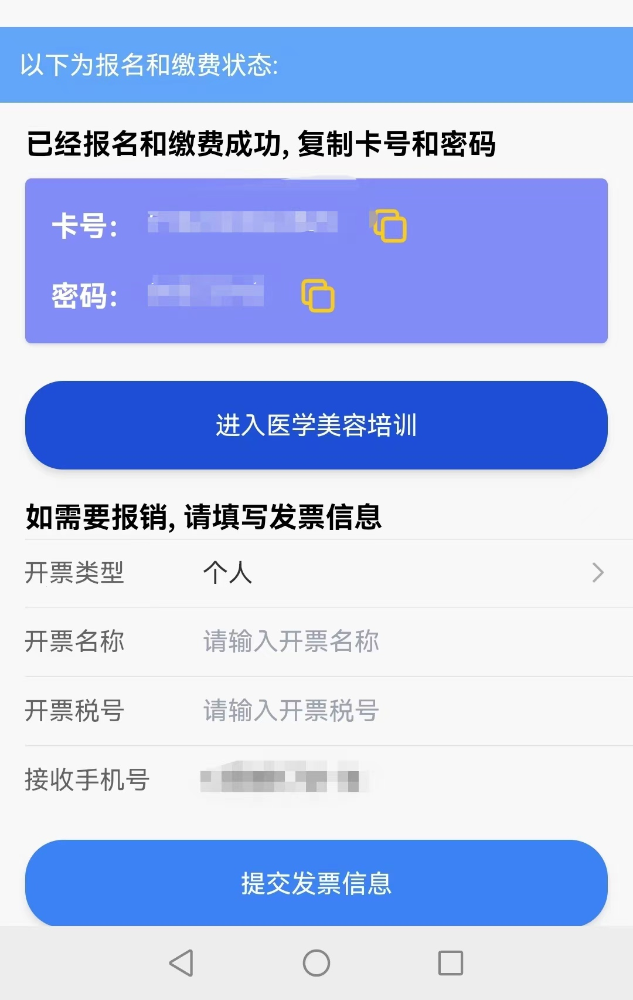 以下为报名和缴费状态:
已经报名和缴费成功, 复制卡号和密码
卡号:
密码:
进入医学美容培训
如需要报销, 请填写发票信息
开票类型 个人
开票名称 请输入开票名称
开票税号 请输入开票税号
接收手机号
提交发票信息